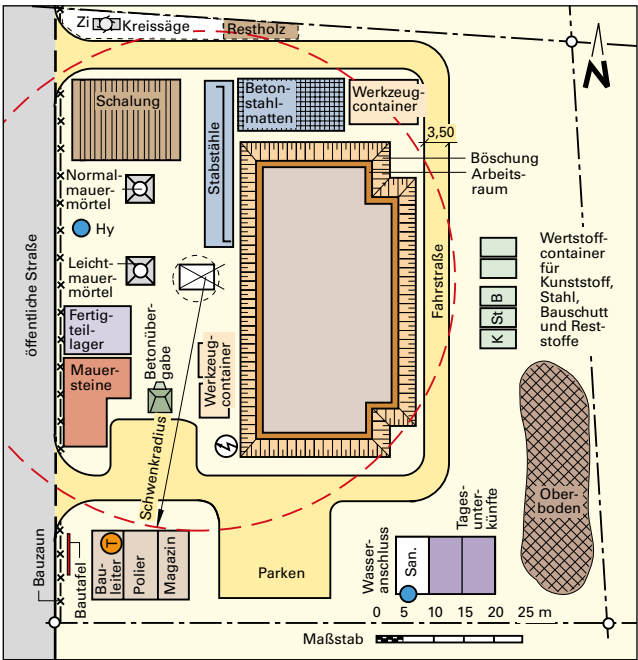 Zi
Kreissäge
Restholz
N
Schalung
Beton-
stahl-
matten
Werkzeug-
container
Stabstähle
3,50
Böschung
Arbeits-
raum
Normal-
mauer-
mörtel
Hy
Leicht-
mauer-
mörtel
öffentliche Straße
Fahrstraße
Wertstoff-
container
für
Kunststoff,
Stahl,
Bauschutt
und Rest-
stoffe
B
St
K
Fertig-
teil-
lager
Mauer-
steine
Betonüber-
gabe
Werkzeug-
container
Schwenkradius
Ober-
boden
Bauzaun
Bautafel
T
Bau-
leiter
Polier
Magazin
Parken
Wasser-
anschluss
San.
Tages-
unter-
künfte
0 5 10 15 20 25 m
Maßstab